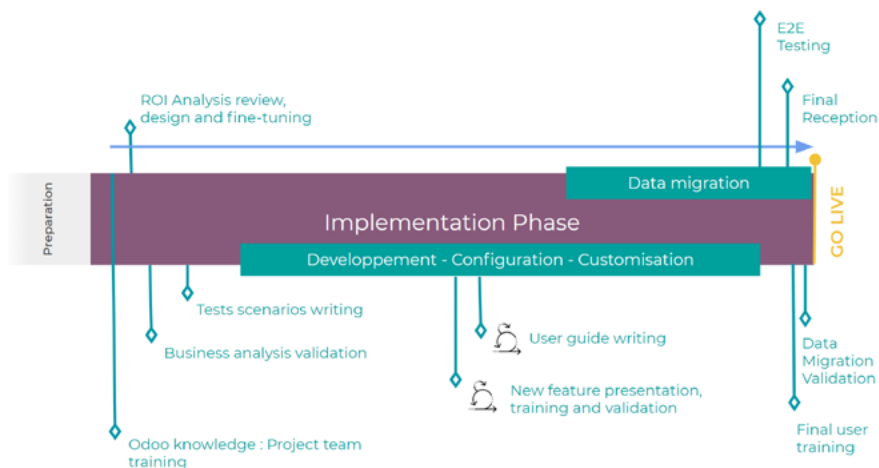 E2E
Testing
ROI Analysis review,
design and fine-tuning
Final
Reception
Preparation
Data migration
Implementation Phase
GO LIVE
Developpement - Configuration - Customisation
Tests scenarios writing
User guide writing
Business analysis validation
Data
Migration
Validation
New feature presentation,
training and validation
Final user
training
Odoo knowledge : Project team
training